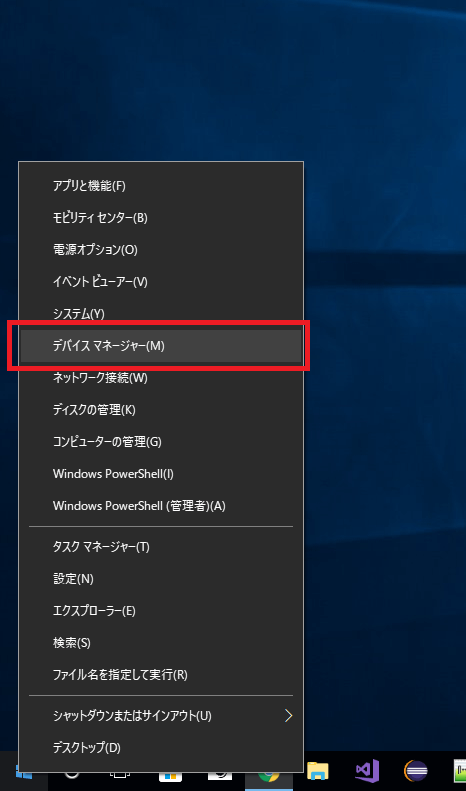 アプリと機能(F)
モビリティ センター(B)
電源オプション(O)
イベント ビューアー(V)
システム(Y)
デバイス マネージャー(M)
ネットワーク接続(W)
ディスクの管理(K)
コンピューターの管理(G)
Windows PowerShell(I)
Windows PowerShell (管理者)(A)
タスク マネージャー(T)
設定(N)
エクスプローラー(E)
検索(S)
ファイル名を指定して実行(R)
シャットダウンまたはサインアウト(U)
デスクトップ(D)